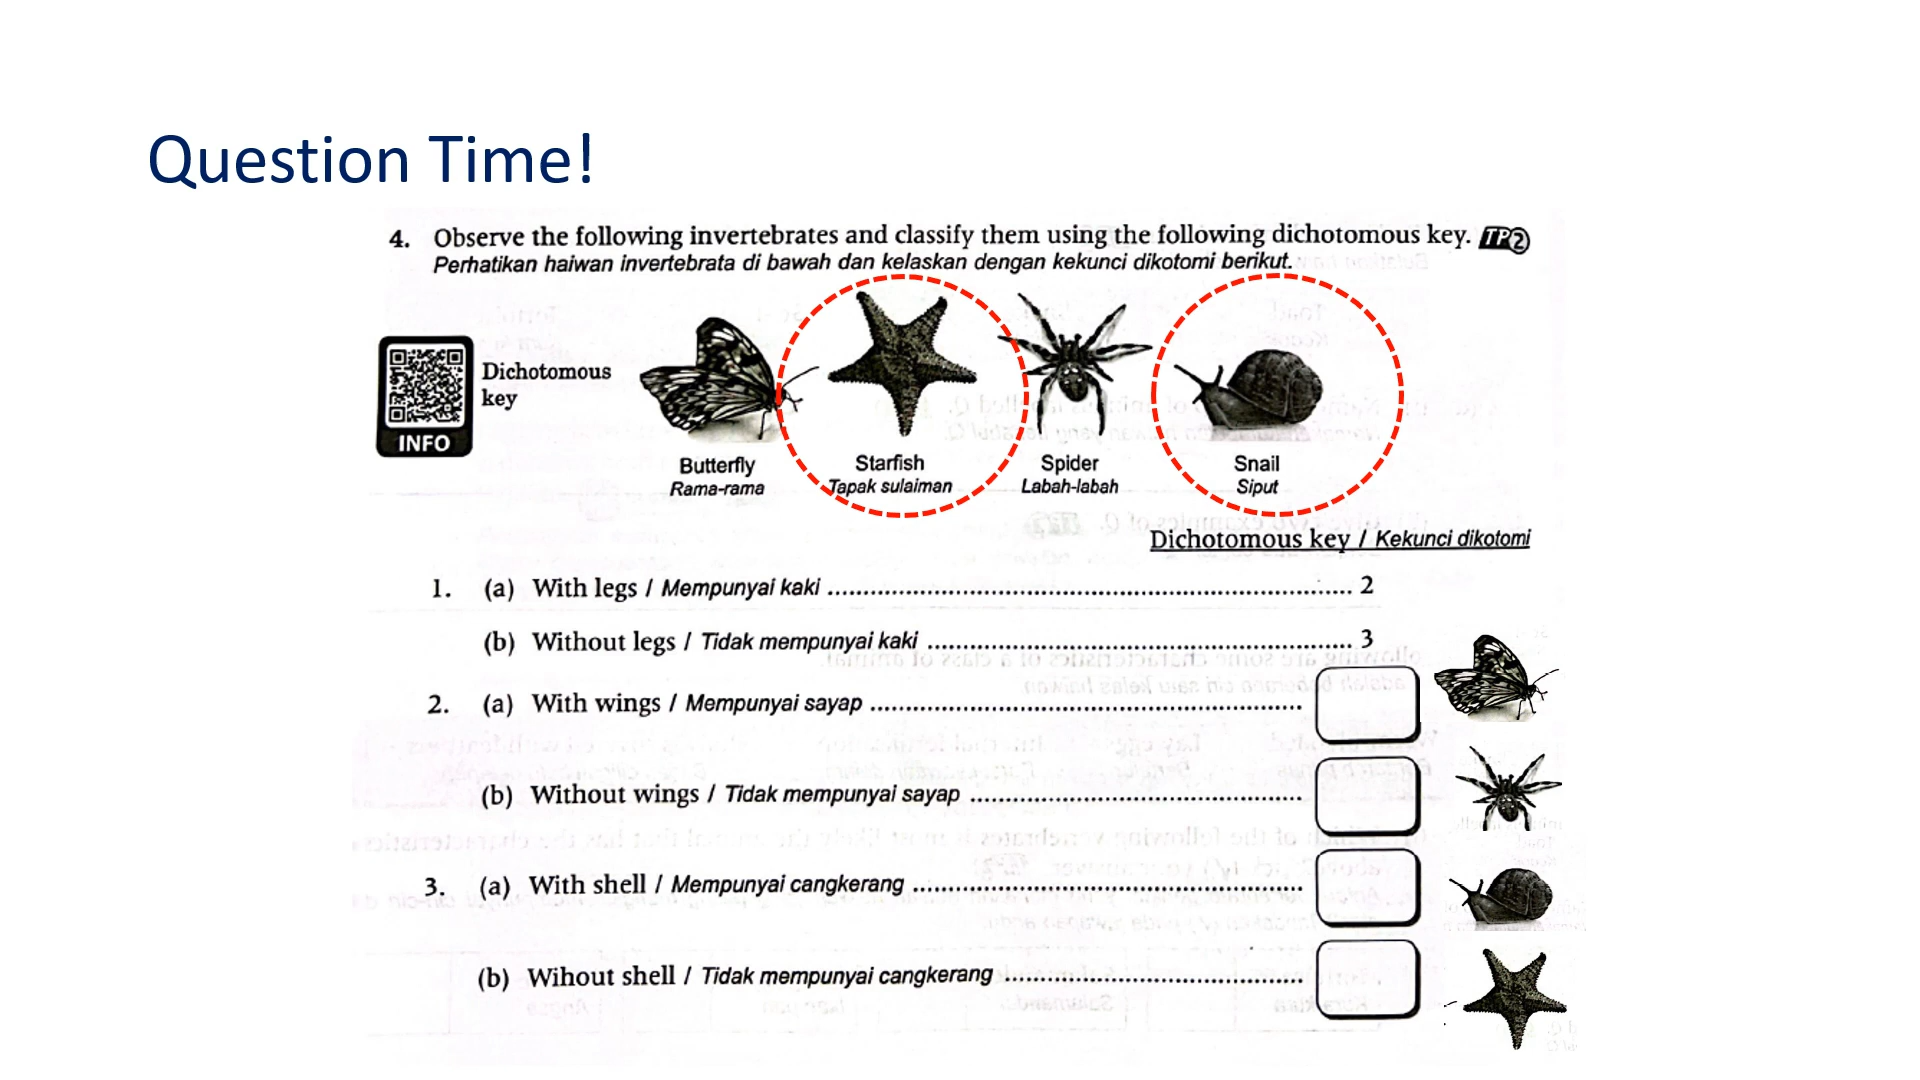 Question Time!
4. Observe the following invertebrates and classify them using the following dichotomous key. TP2
Perhatikan haiwan invertebrata di bawah dan kelaskan dengan kekunci dikotomi berikut.
Dichotomous
key
INFO
Butterfly
Rama-rama
Starfish
Tapak sulaiman
Spider
Labah-labah
Snail
Siput
Dichotomous key / Kekunci dikotomi
1. (a) With legs / Mempunyai kaki ........ 2
(b) Without legs / Tidak mempunyai kaki ........ 3
2. (a) With wings / Mempunyai sayap ........
(b) Without wings / Tidak mempunyai sayap ........
3. (a) With shell / Mempunyai cangkerang ........
(b) Wihout shell / Tidak mempunyai cangkerang ........